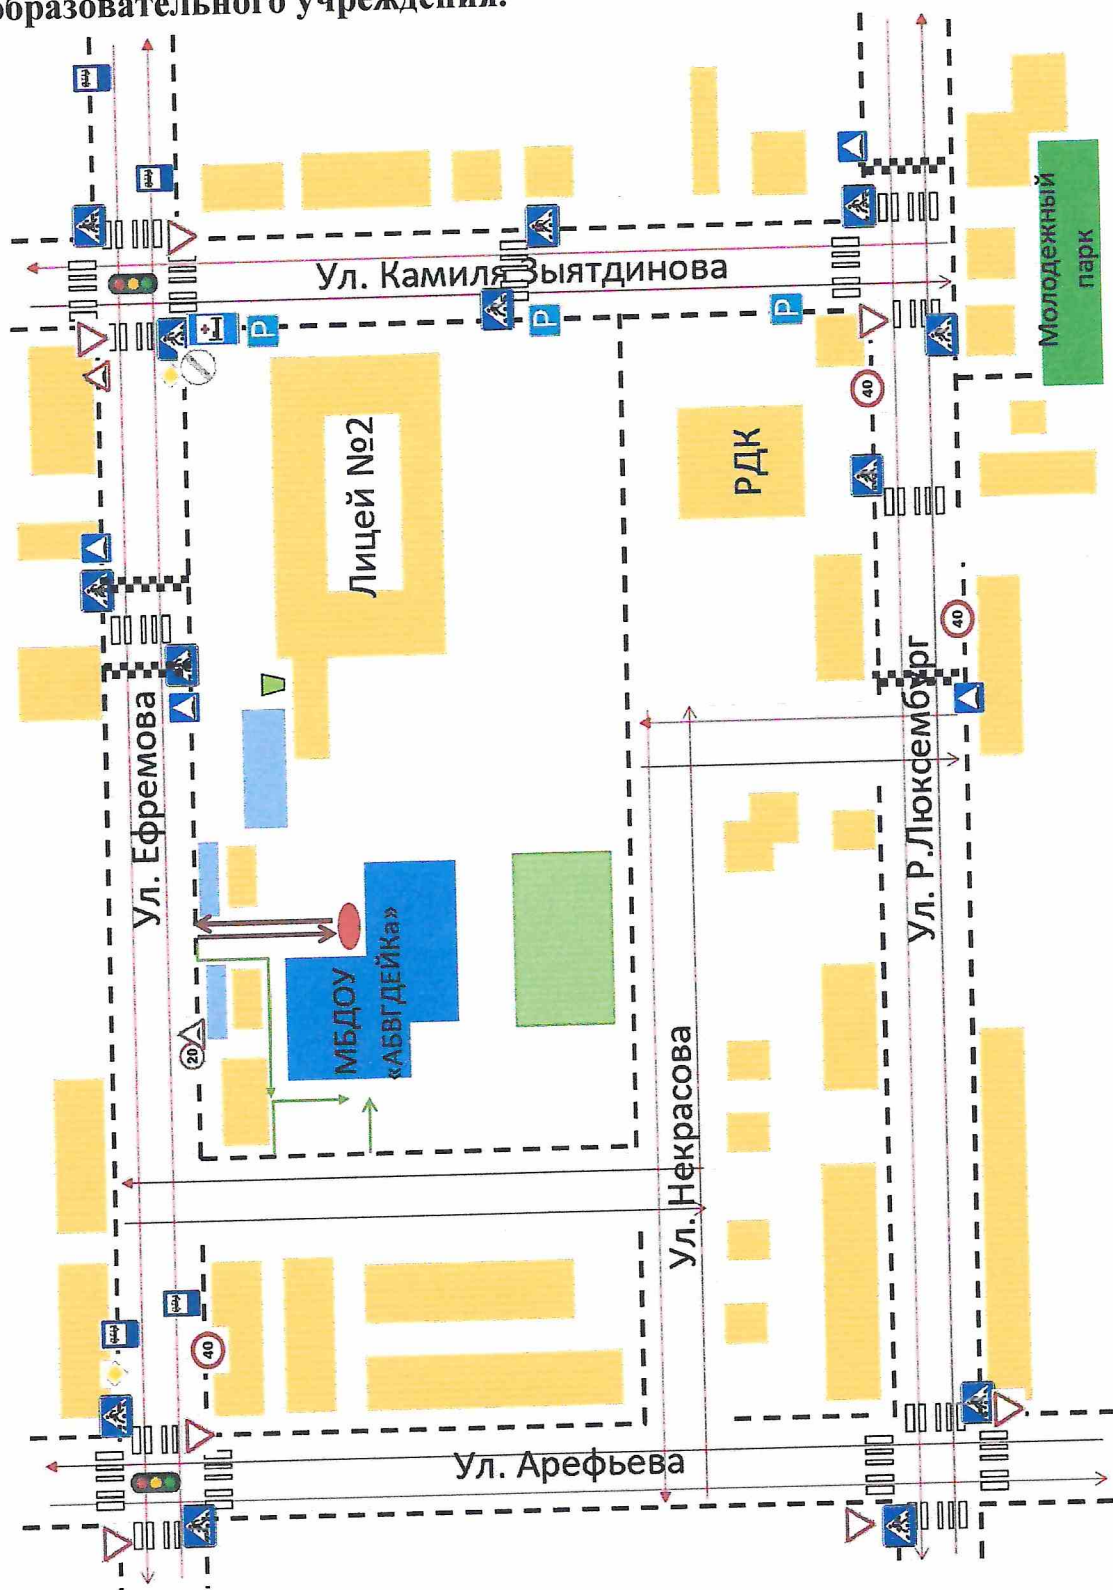 образовательного учреждения.
Ул. Камиля Зыятдинова
Молодежный
парк
P
P
P
Лицей №2
РДК
40
40
Ул. Ефремова
Ул. Р.Люксембург
МБДОУ
«АБВГДЕЙКа»
20
Ул. Некрасова
40
Ул. Арефьева